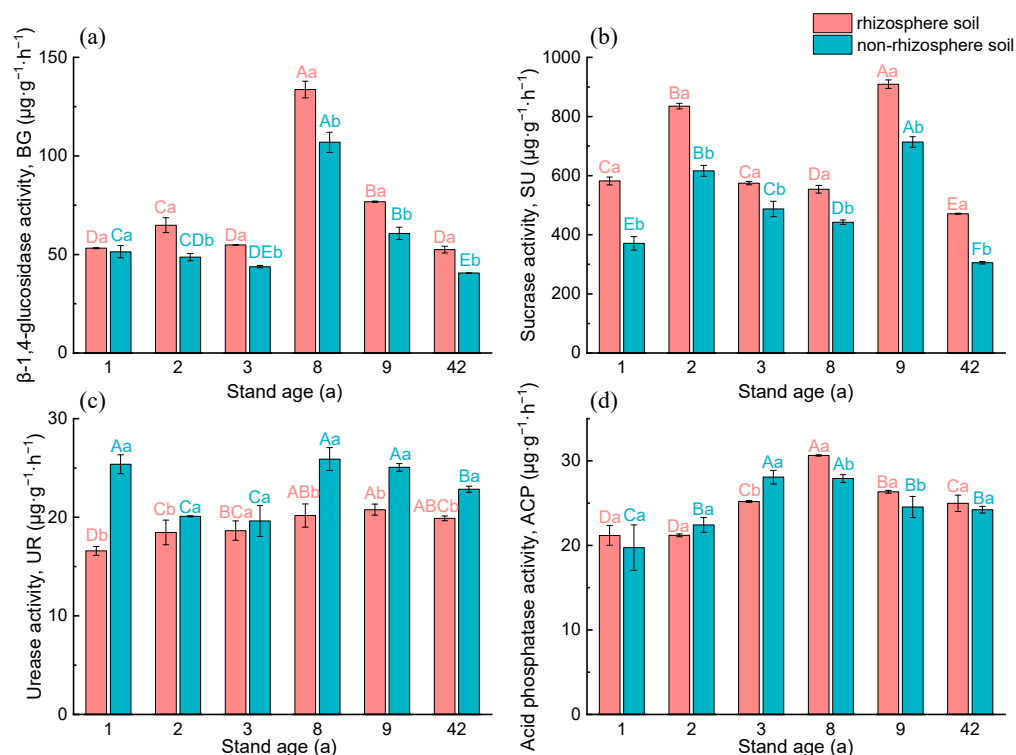 rhizosphere soil
non-rhizosphere soil
(a)
β-1,4-glucosidase activity, BG (μg·g⁻¹·h⁻¹)
150
100
50
0
Da Ca
Ca CDb
Da DEb
Aa Ab
Ba Bb
Da Eb
1 2 3 8 9 42
Stand age (a)
(b)
Sucrase activity, SU (μg·g⁻¹·h⁻¹)
1000
800
600
400
200
0
Ca Eb
Ba Bb
Ca Cb
Da Db
Aa Ab
Ea Fb
1 2 3 8 9 42
Stand age (a)
(c)
Urease activity, UR (μg·g⁻¹·h⁻¹)
30
20
10
0
Db Aa
Cb Ca
BCa Ca
ABb Aa
Ab Aa
ABCb Ba
1 2 3 8 9 42
Stand age (a)
(d)
Acid phosphatase activity, ACP (μg·g⁻¹·h⁻¹)
30
20
10
0
Da Ca
Da Ba
Cb Aa
Aa Ab
Ba Bb
Ca Ba
1 2 3 8 9 42
Stand age (a)